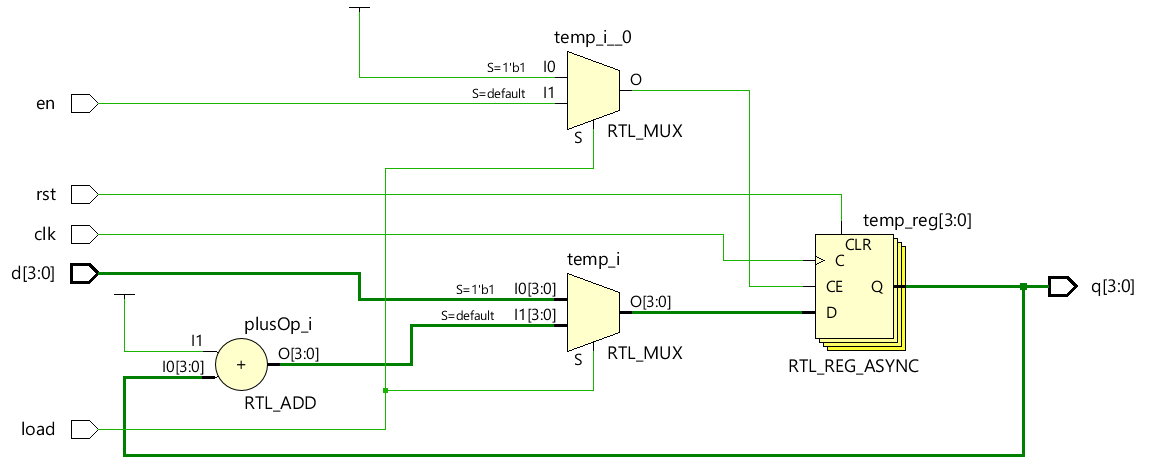 temp_i__0
S=1'b1 I0
O
en
S=default I1
S
RTL_MUX
rst
temp_reg[3:0]
clk
CLR
C
d[3:0]
temp_i
S=1'b1 I0[3:0]
O[3:0]
CE
Q
q[3:0]
S=default I1[3:0]
D
plusOp_i
I1
O[3:0]
S
RTL_MUX
I0[3:0]
+
RTL_REG_ASYNC
RTL_ADD
load